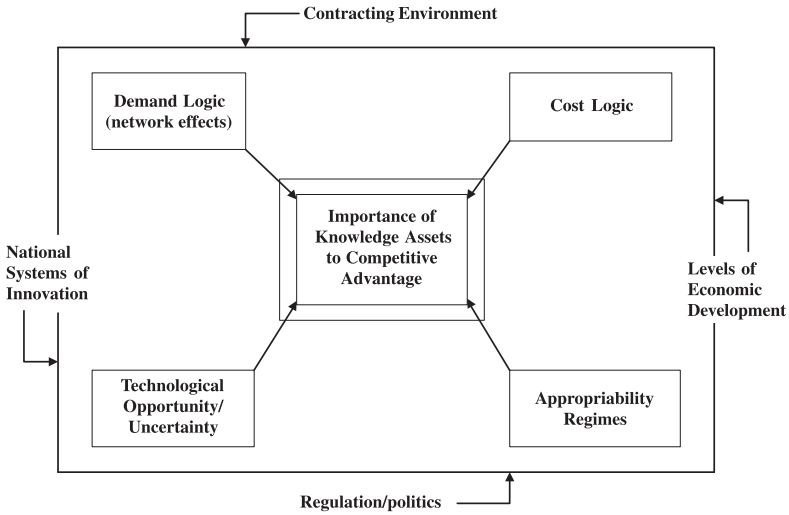 Contracting Environment
Demand Logic
(network effects)
Cost Logic
Importance of
Knowledge Assets
to Competitive
Advantage
National
Systems of
Innovation
Levels of
Economic
Development
Technological
Opportunity/
Uncertainty
Appropriability
Regimes
Regulation/politics